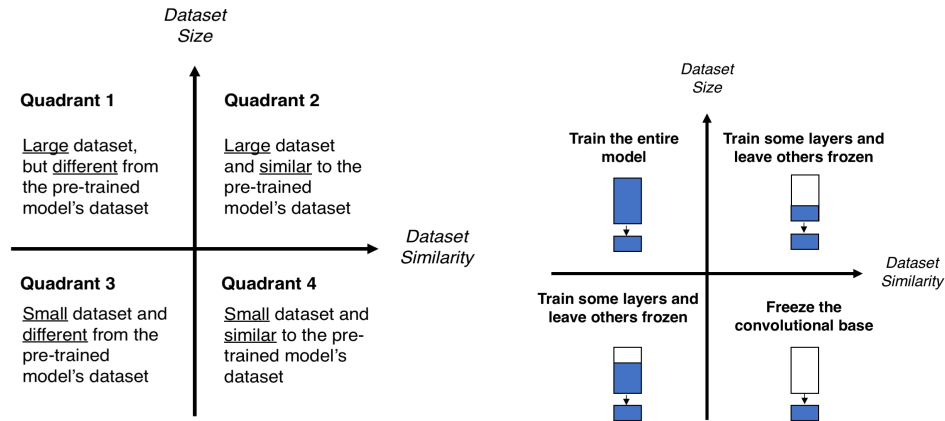 Dataset
Size
Quadrant 1
Large dataset,
but different from
the pre-trained
model's dataset
Quadrant 2
Large dataset
and similar to the
pre-trained
model's dataset
Dataset
Similarity
Quadrant 3
Small dataset and
different from the
pre-trained
model's dataset
Quadrant 4
Small dataset and
similar to the pre-
trained model's
dataset
Dataset
Size
Train the entire
model
Train some layers and
leave others frozen
Dataset
Similarity
Train some layers and
leave others frozen
Freeze the
convolutional base